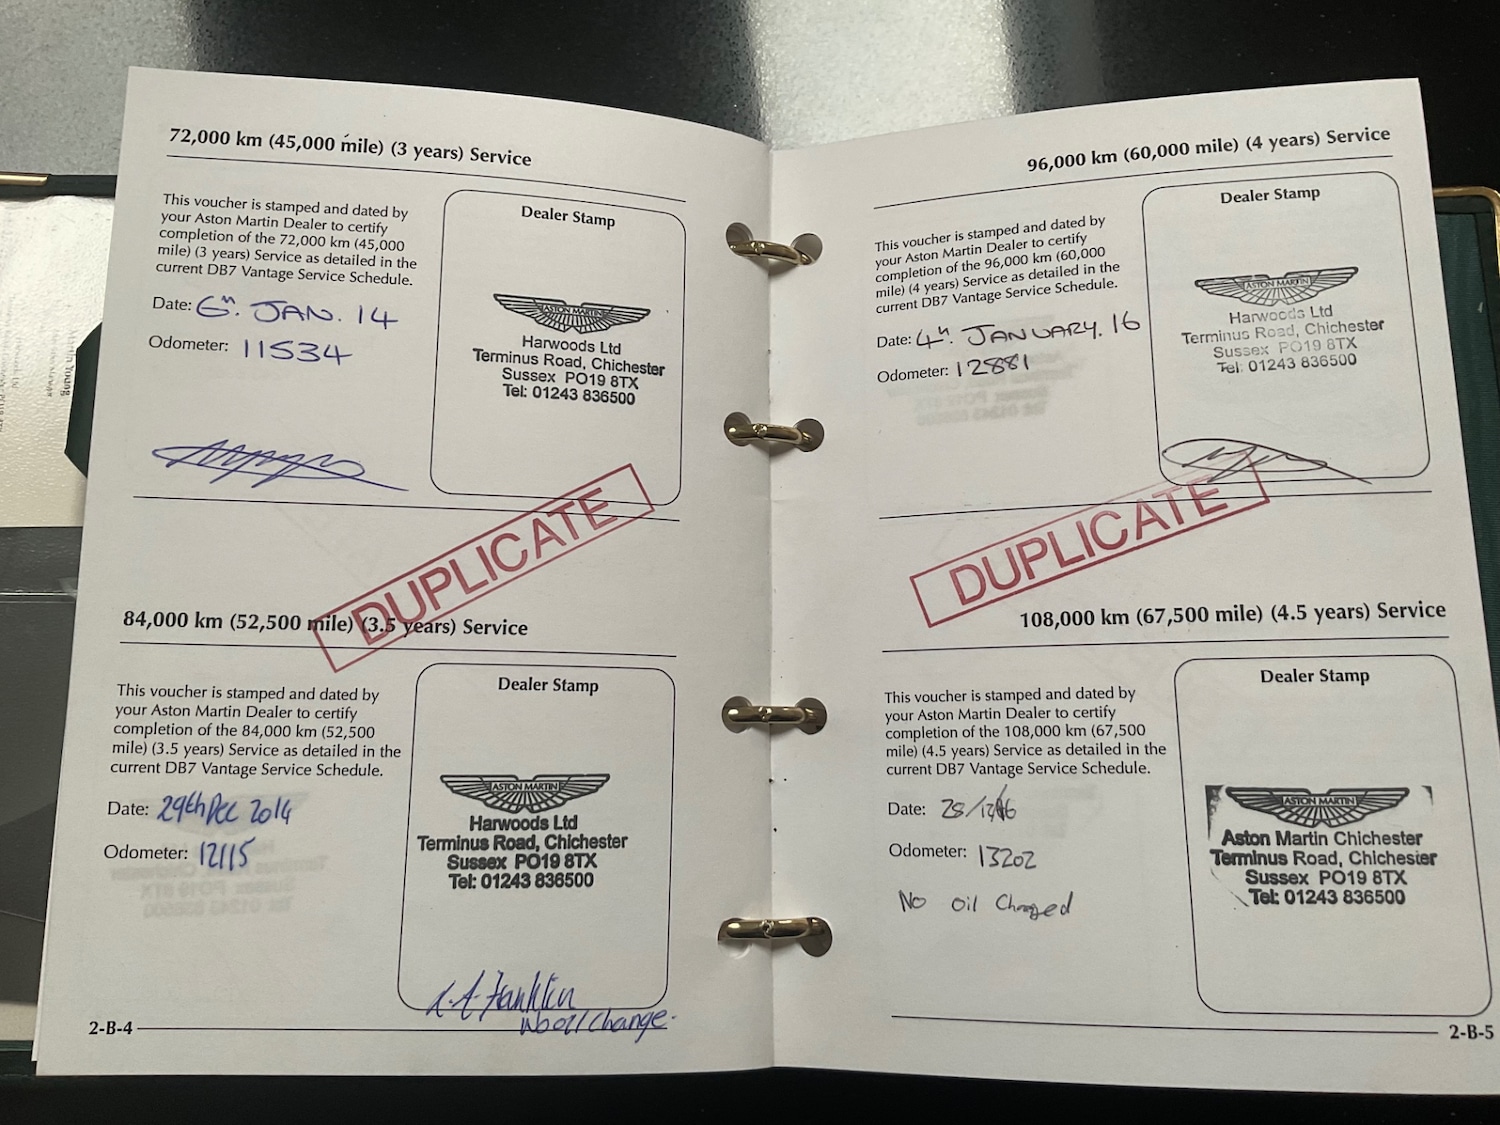 72,000 km (45,000 mile) (3 years) Service
This voucher is stamped and dated by
your Aston Martin Dealer to certify
completion of the 72,000 km (45,000
mile) (3 years) Service as detailed in the
current DB7 Vantage Service Schedule.
Date: 6th. JAN. 14
Odometer: 11534
Dealer Stamp
ASTON MARTIN
Harwoods Ltd
Terminus Road, Chichester
Sussex PO19 8TX
Tel: 01243 836500
DUPLICATE
84,000 km (52,500 mile) (3.5 years) Service
This voucher is stamped and dated by
your Aston Martin Dealer to certify
completion of the 84,000 km (52,500
mile) (3.5 years) Service as detailed in the
current DB7 Vantage Service Schedule.
Date: 29th Dec 2014
Odometer: 12115
Dealer Stamp
ASTON MARTIN
Harwoods Ltd
Terminus Road, Chichester
Sussex PO19 8TX
Tel: 01243 836500
No oil change.
2-B-4
96,000 km (60,000 mile) (4 years) Service
This voucher is stamped and dated by
your Aston Martin Dealer to certify
completion of the 96,000 km (60,000
mile) (4 years) Service as detailed in the
current DB7 Vantage Service Schedule.
Date: 4th. JANUARY. 16
Odometer: 12881
Dealer Stamp
ASTON MARTIN
Harwoods Ltd
Terminus Road, Chichester
Sussex PO19 8TX
Tel: 01243 836500
DUPLICATE
108,000 km (67,500 mile) (4.5 years) Service
This voucher is stamped and dated by
your Aston Martin Dealer to certify
completion of the 108,000 km (67,500
mile) (4.5 years) Service as detailed in the
current DB7 Vantage Service Schedule.
Date:
Odometer: 13202
No oil Changed
Dealer Stamp
ASTON MARTIN
Aston Martin Chichester
Terminus Road, Chichester
Sussex PO19 8TX
Tel: 01243 836500
2-B-5